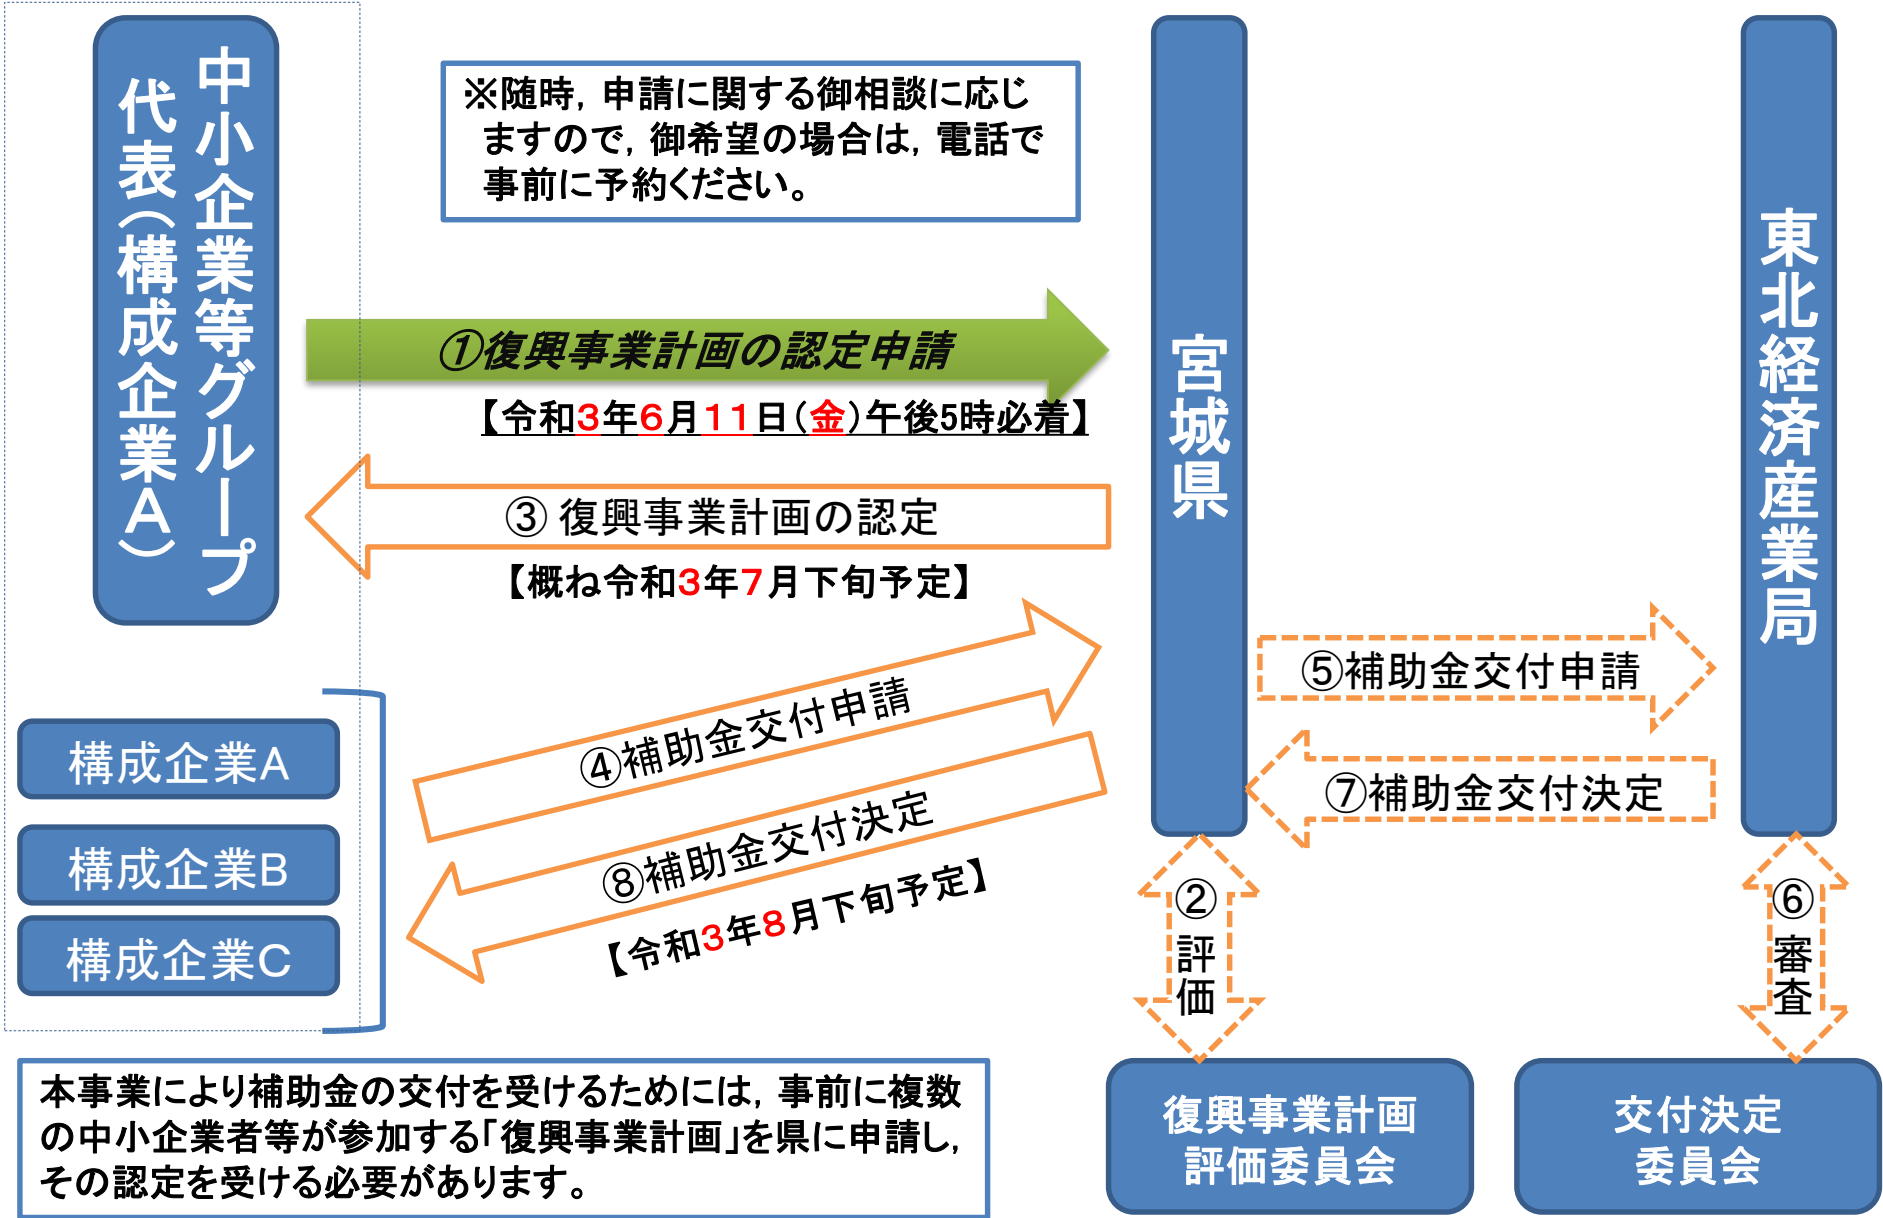 中小企業等グループ
代表(構成企業A)
※随時，申請に関する御相談に応じ
ますので，御希望の場合は，電話で
事前に予約ください。
①復興事業計画の認定申請
【令和3年6月11日(金)午後5時必着】
③ 復興事業計画の認定
【概ね令和3年7月下旬予定】
④補助金交付申請
⑧補助金交付決定
【令和3年8月下旬予定】
宮城県
⑤補助金交付申請
⑦補助金交付決定
東北経済産業局
構成企業A
構成企業B
構成企業C
②
評
価
⑥
審
査
復興事業計画
評価委員会
交付決定
委員会
本事業により補助金の交付を受けるためには，事前に複数
の中小企業者等が参加する「復興事業計画」を県に申請し，
その認定を受ける必要があります。